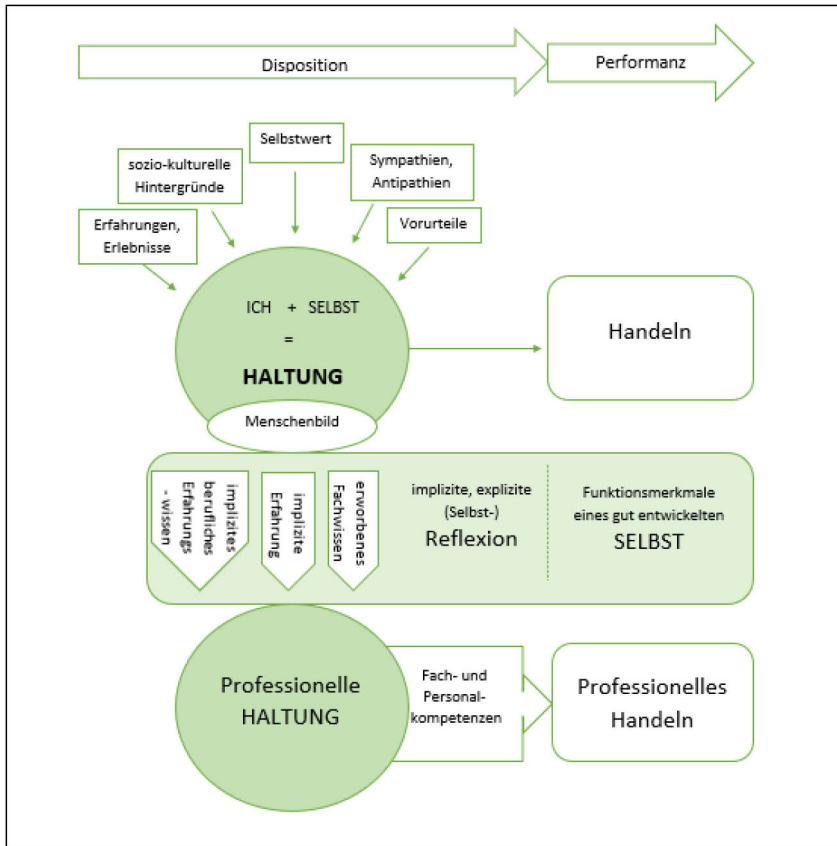 Disposition
Performanz
Selbstwert
sozio-kulturelle
Hintergründe
Sympathien,
Antipathien
Erfahrungen,
Erlebnisse
Vorurteile
ICH + SELBST
=
HALTUNG
Menschenbild
Handeln
implizites
berufliches
Erfahrungs
- wissen
implizite
Erfahrung
erworbenes
Fachwissen
implizite, explizite
(Selbst-)
Reflexion
Funktionsmerkmale
eines gut entwickelten
SELBST
Professionelle
HALTUNG
Fach- und
Personal-
kompetenzen
Professionelles
Handeln